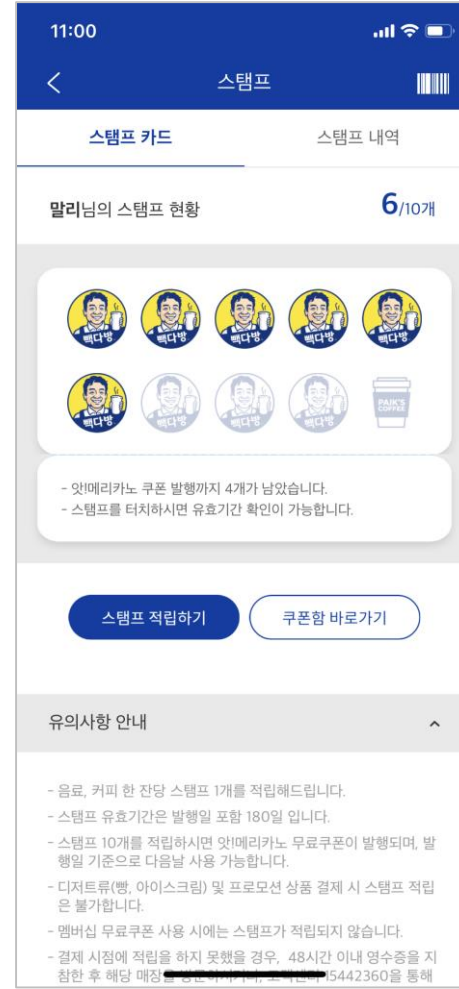 11:00
스탬프
스탬프 카드
스탬프 내역
말리님의 스탬프 현황
6/10개
빽다방 빽다방 빽다방 빽다방 빽다방
빽다방 빽다방 빽다방 빽다방 PAIK'S COFFEE
- 앗!메리카노 쿠폰 발행까지 4개가 남았습니다.
- 스탬프를 터치하시면 유효기간 확인이 가능합니다.
스탬프 적립하기
쿠폰함 바로가기
유의사항 안내
- 음료, 커피 한 잔당 스탬프 1개를 적립해드립니다.
- 스탬프 유효기간은 발행일 포함 180일 입니다.
- 스탬프 10개를 적립하시면 앗!메리카노 무료쿠폰이 발행되며, 발
행일 기준으로 다음날 사용 가능합니다.
- 디저트류(빵, 아이스크림) 및 프로모션 상품 결제 시 스탬프 적립
은 불가합니다.
- 멤버십 무료쿠폰 사용 시에는 스탬프가 적립되지 않습니다.
- 결제 시점에 적립을 하지 못했을 경우, 48시간 이내 영수증을 지
참한 후 해당 매장을 15442360을 통해